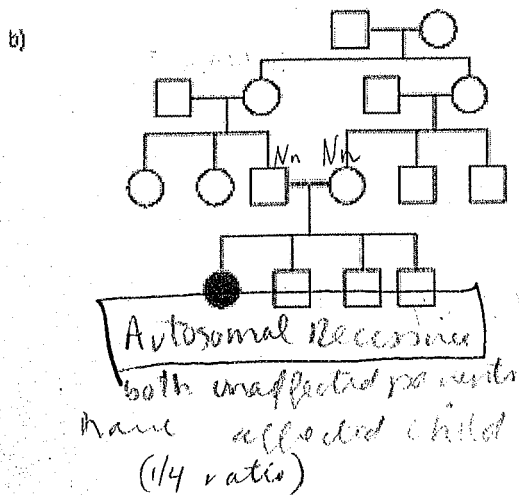 b)
Nn Nn
Autosomal Recessive
both unaffected parents
have affected child
(1/4 ratio)